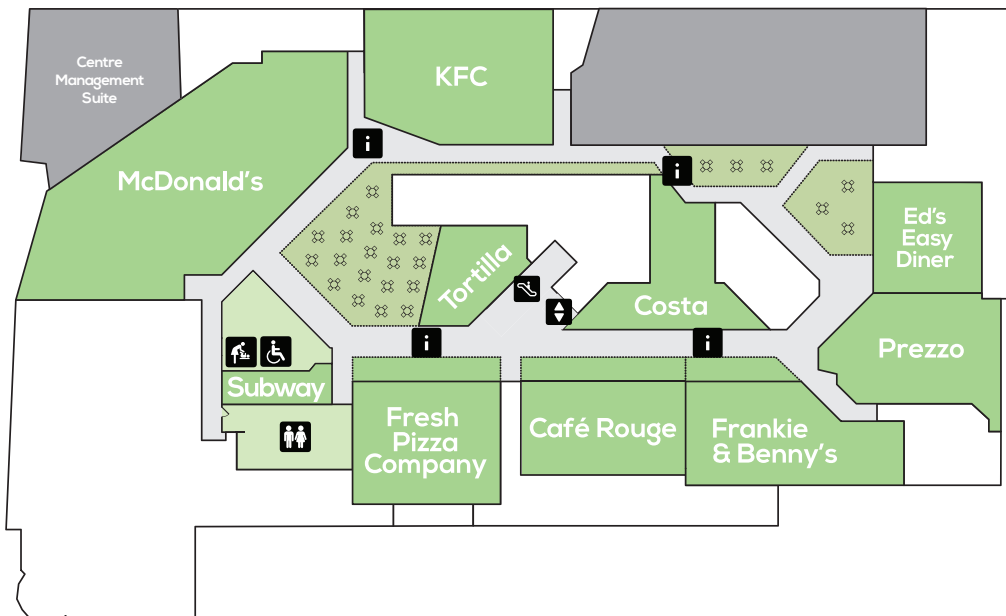 Centre
Management
Suite
KFC
McDonald's
i
i
Ed's
Easy
Diner
Tortilla
Costa
i
i
Prezzo
Subway
Fresh
Pizza
Company
Café Rouge
Frankie
& Benny's